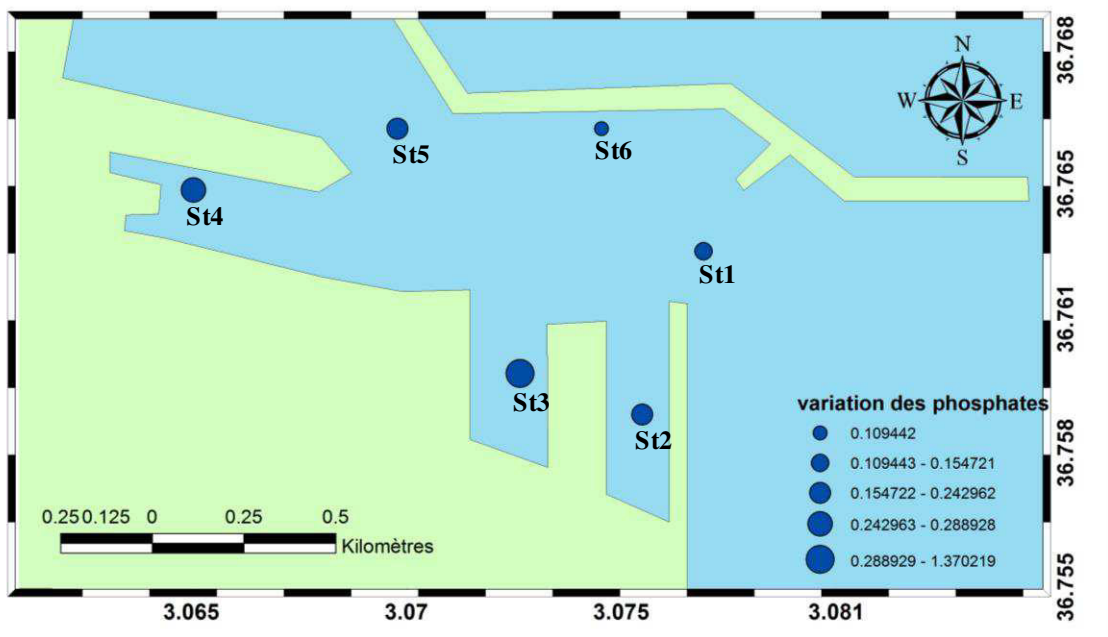 N
W E
S
36.768
36.765
36.761
36.758
36.755
St5
St6
St4
St1
St3
St2
variation des phosphates
0.109442
0.109443 - 0.154721
0.154722 - 0.242962
0.242963 - 0.288928
0.288929 - 1.370219
0.25 0.125 0 0.25 0.5
Kilomètres
3.065 3.07 3.075 3.081